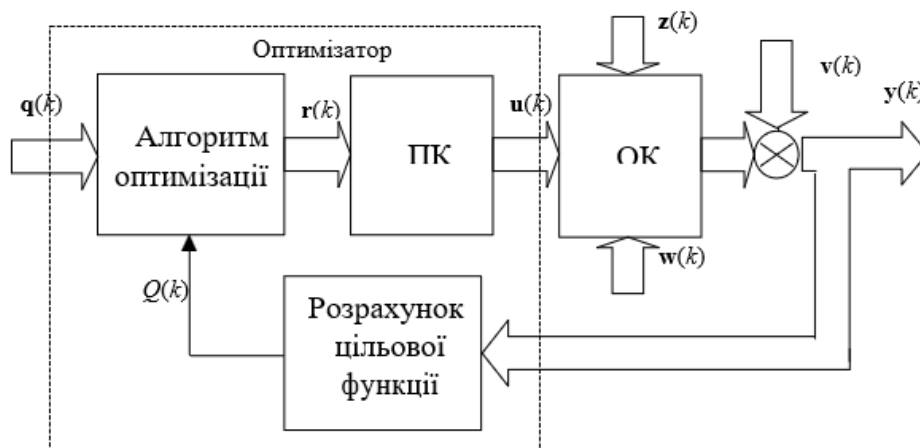 Оптимізатор
z(k)
v(k)
q(k)
r(k)
u(k)
y(k)
Алгоритм
оптимізації
ПК
ОК
w(k)
Q(k)
Розрахунок
цільової
функції